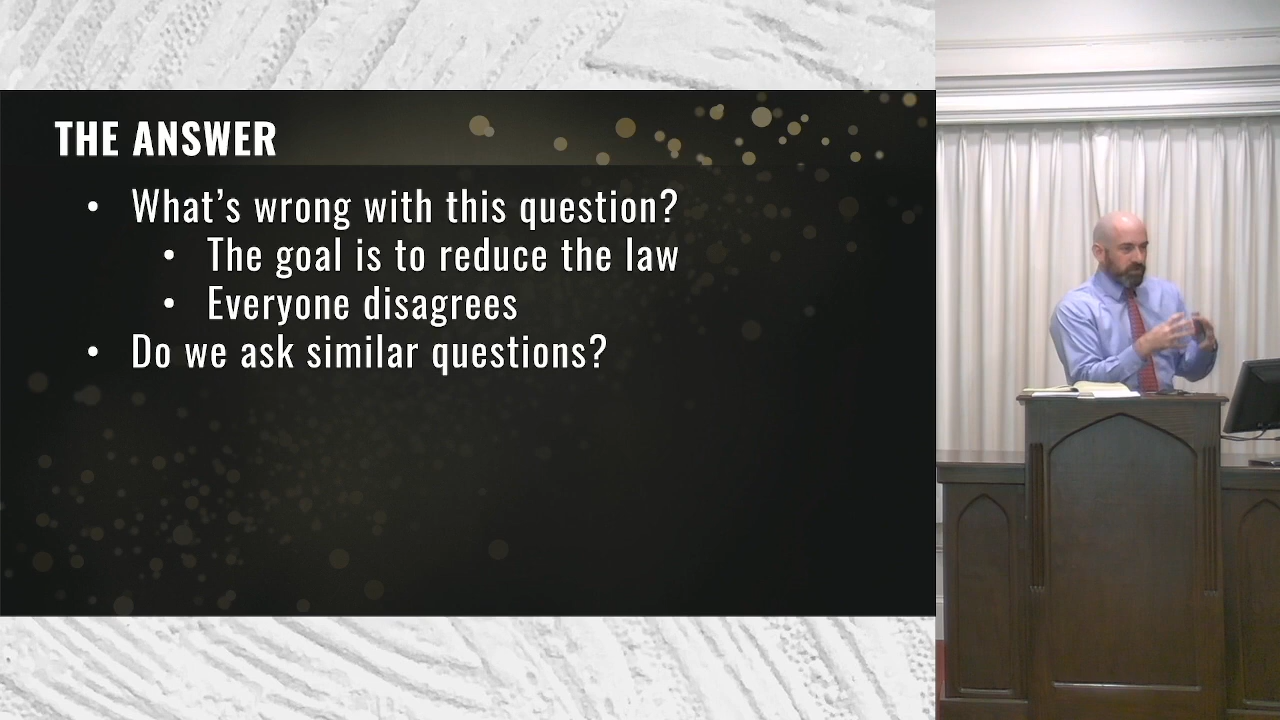 THE ANSWER
• What's wrong with this question?
• The goal is to reduce the law
• Everyone disagrees
• Do we ask similar questions?